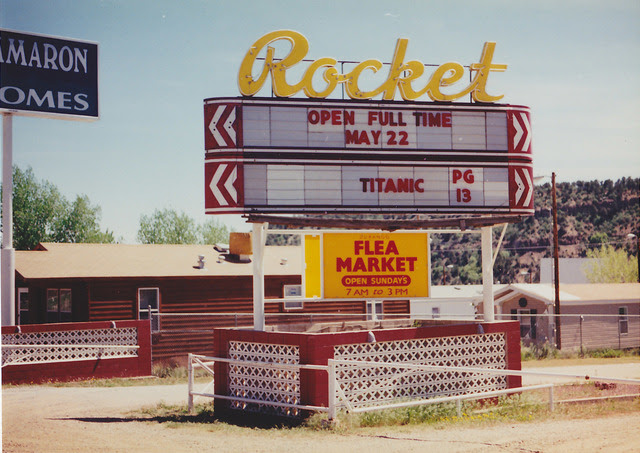 MARON
OMES
Rocket
OPEN FULL TIME
MAY 22
TITANIC
PG
13
FLEA
MARKET
OPEN SUNDAYS
7 AM to 3 PM